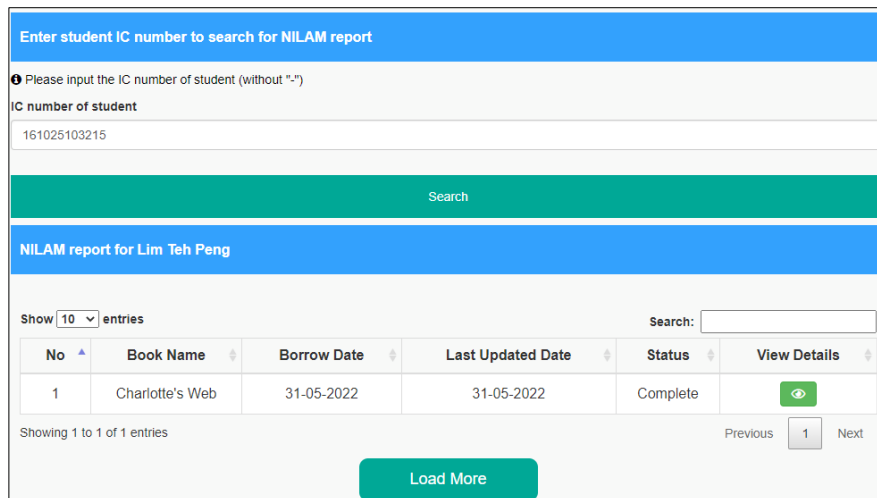 Enter student IC number to search for NILAM report
Please input the IC number of student (without "-")
IC number of student
161025103215
Search
NILAM report for Lim Teh Peng
Show 10 entries Search:
No Book Name Borrow Date Last Updated Date Status View Details
1 Charlotte's Web 31-05-2022 31-05-2022 Complete
Showing 1 to 1 of 1 entries Previous 1 Next
Load More